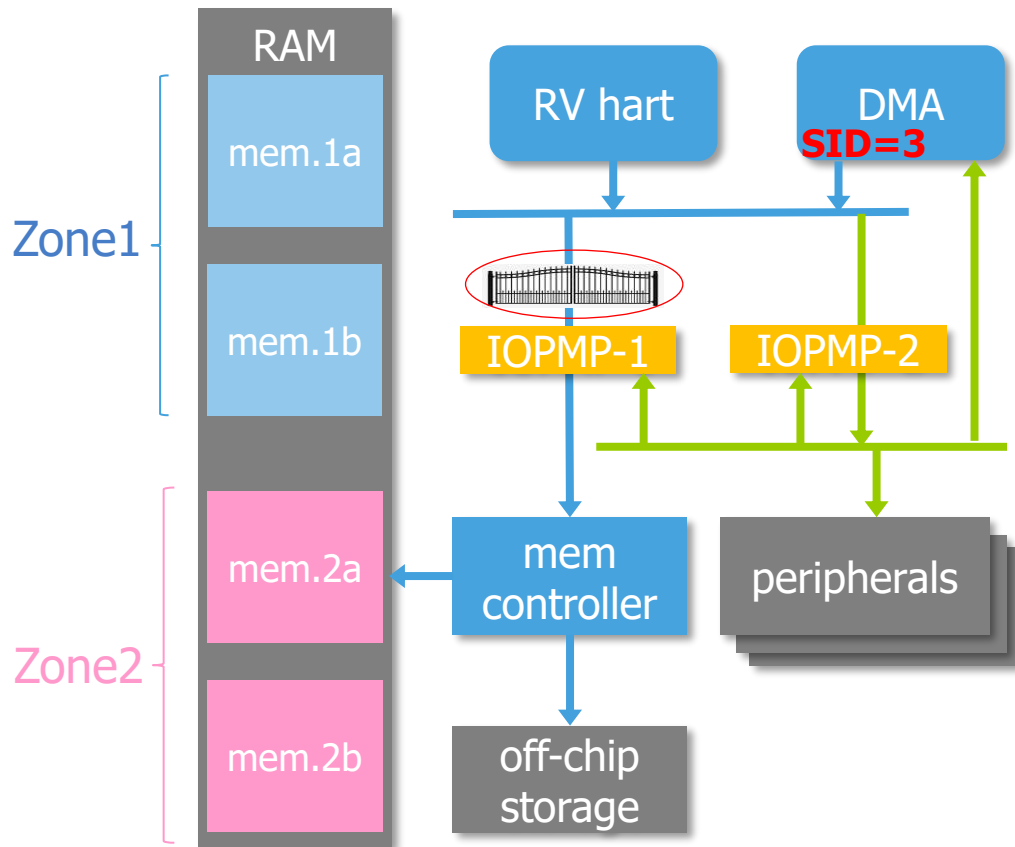 RAM
mem.1a
mem.1b
mem.2a
mem.2b
Zone1
Zone2
RV hart
DMA
SID=3
IOPMP-1
IOPMP-2
mem
controller
peripherals
off-chip
storage